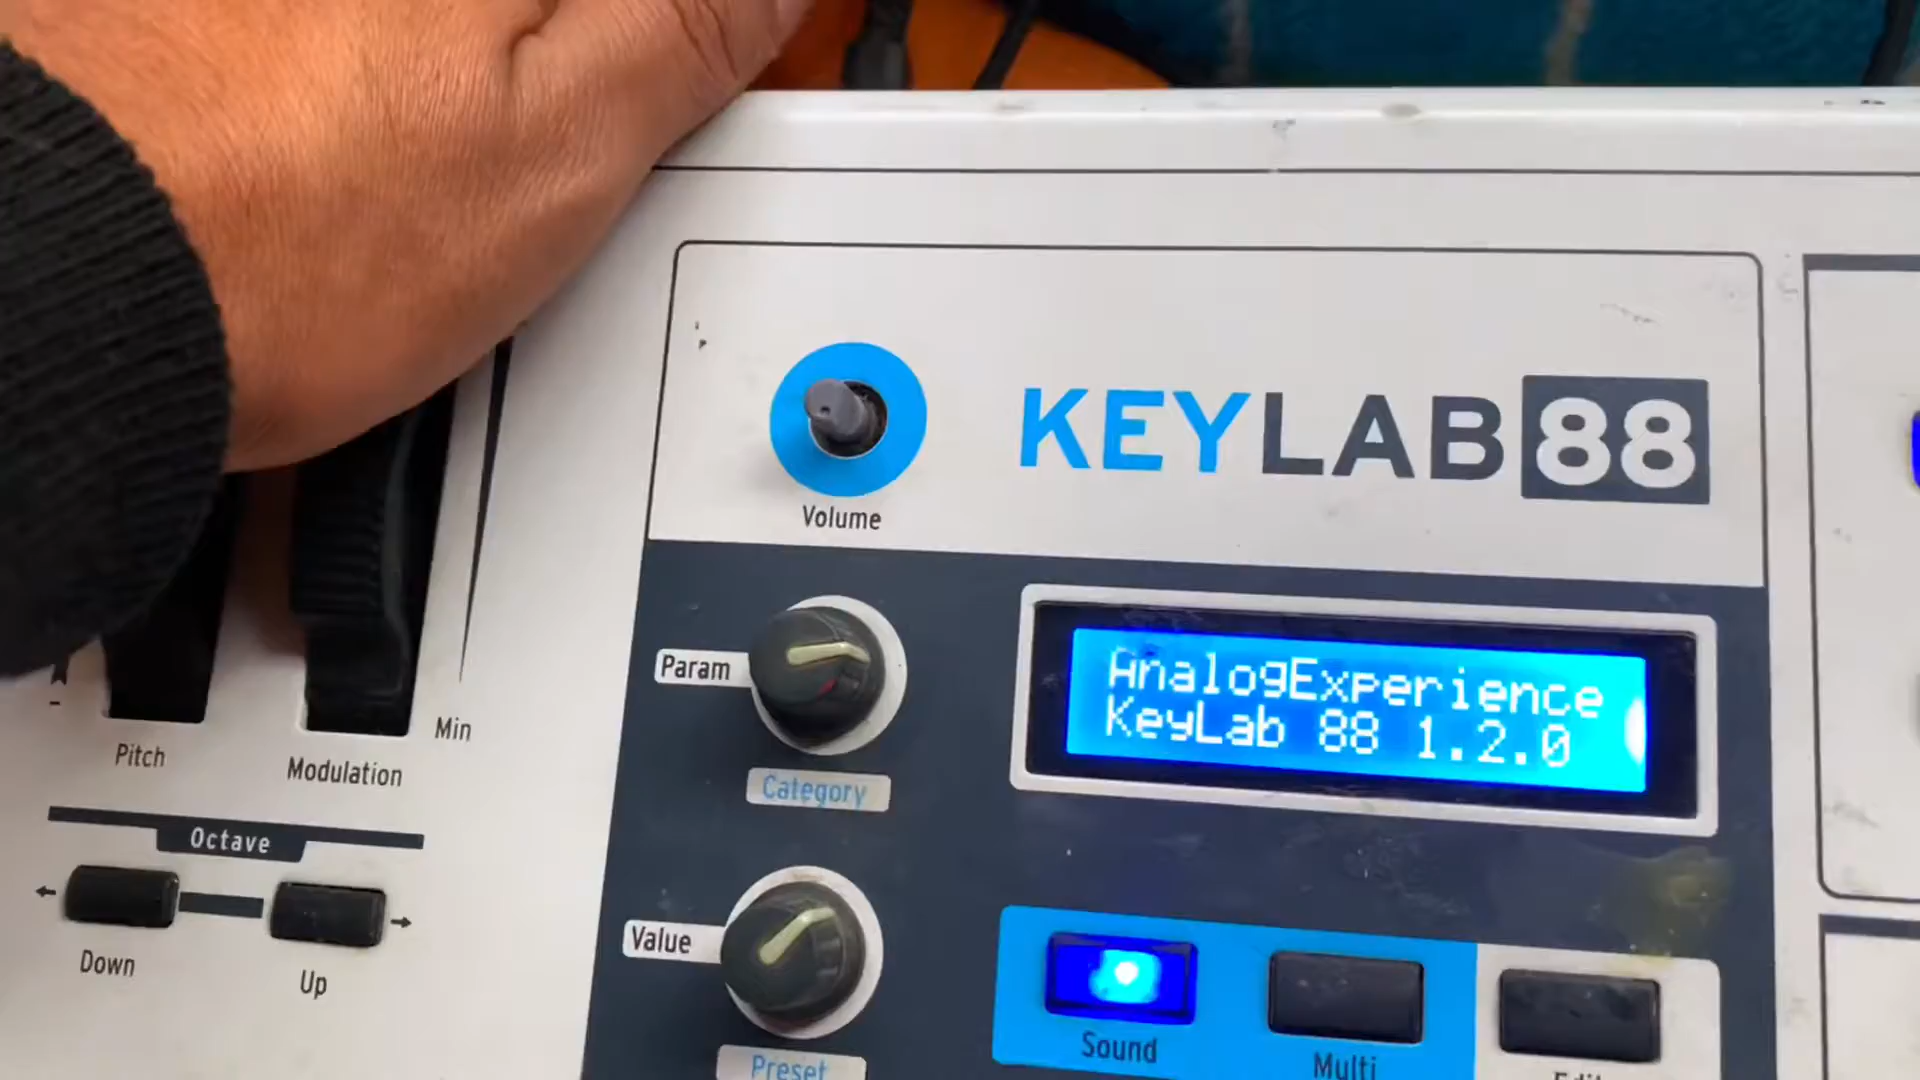 KEYLAB88
Volume
Param
AnalogExperience
KeyLab 88 1.2.0
Category
-
Min
Pitch
Modulation
Octave
Down
Up
Value
Preset
Sound
Multi